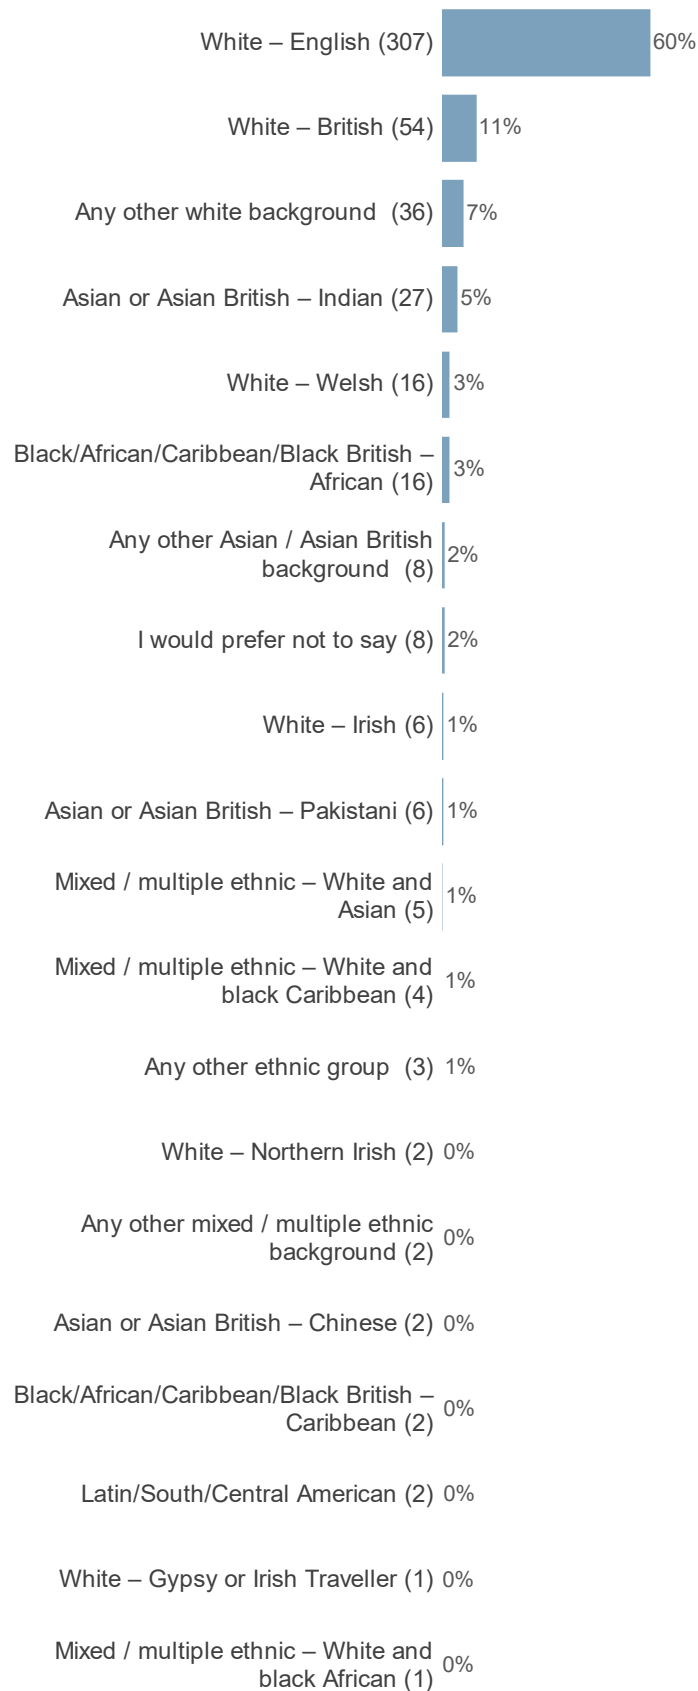 White – English (307) 60%
White – British (54) 11%
Any other white background (36) 7%
Asian or Asian British – Indian (27) 5%
White – Welsh (16) 3%
Black/African/Caribbean/Black British –
African (16) 3%
Any other Asian / Asian British
background (8) 2%
I would prefer not to say (8) 2%
White – Irish (6) 1%
Asian or Asian British – Pakistani (6) 1%
Mixed / multiple ethnic – White and
Asian (5) 1%
Mixed / multiple ethnic – White and
black Caribbean (4) 1%
Any other ethnic group (3) 1%
White – Northern Irish (2) 0%
Any other mixed / multiple ethnic
background (2) 0%
Asian or Asian British – Chinese (2) 0%
Black/African/Caribbean/Black British –
Caribbean (2) 0%
Latin/South/Central American (2) 0%
White – Gypsy or Irish Traveller (1) 0%
Mixed / multiple ethnic – White and
black African (1) 0%